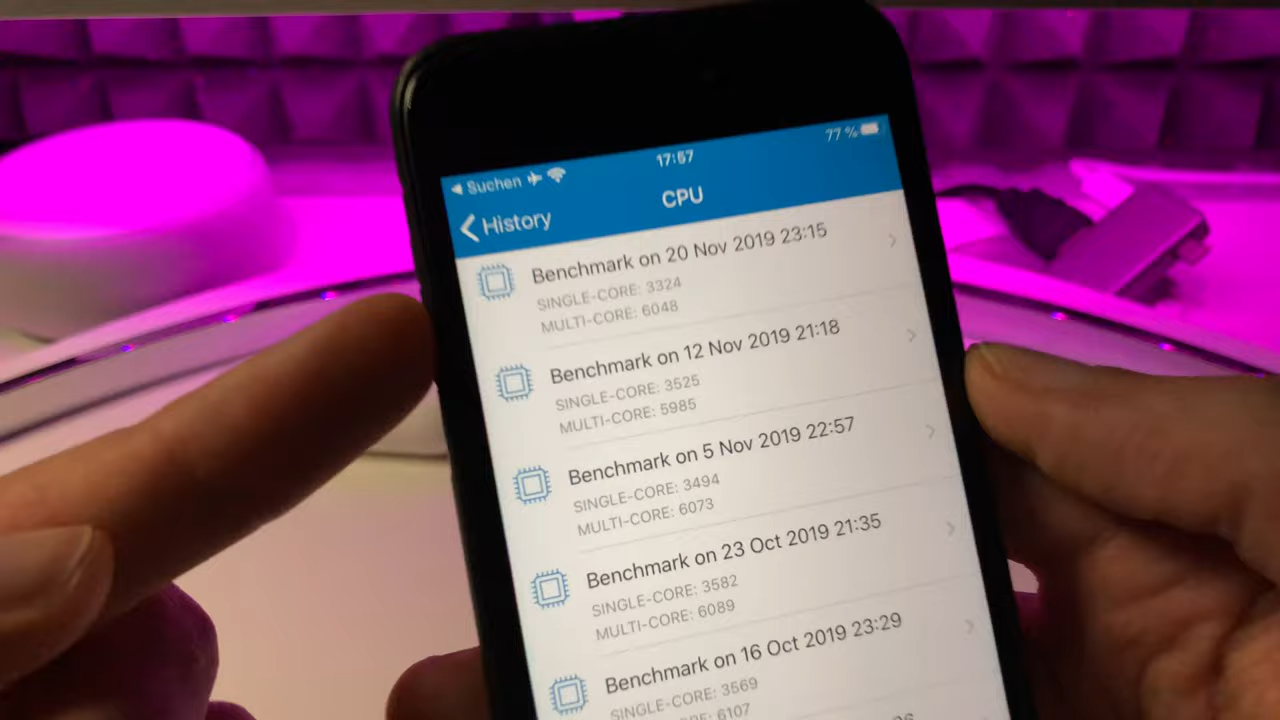 17:57
77 %
Suchen
History
CPU
Benchmark on 20 Nov 2019 23:15
SINGLE-CORE: 3324
MULTI-CORE: 6048
Benchmark on 12 Nov 2019 21:18
SINGLE-CORE: 3525
MULTI-CORE: 5985
Benchmark on 5 Nov 2019 22:57
SINGLE-CORE: 3494
MULTI-CORE: 6073
Benchmark on 23 Oct 2019 21:35
SINGLE-CORE: 3582
MULTI-CORE: 6089
Benchmark on 16 Oct 2019 23:29
SINGLE-CORE: 3569
6107